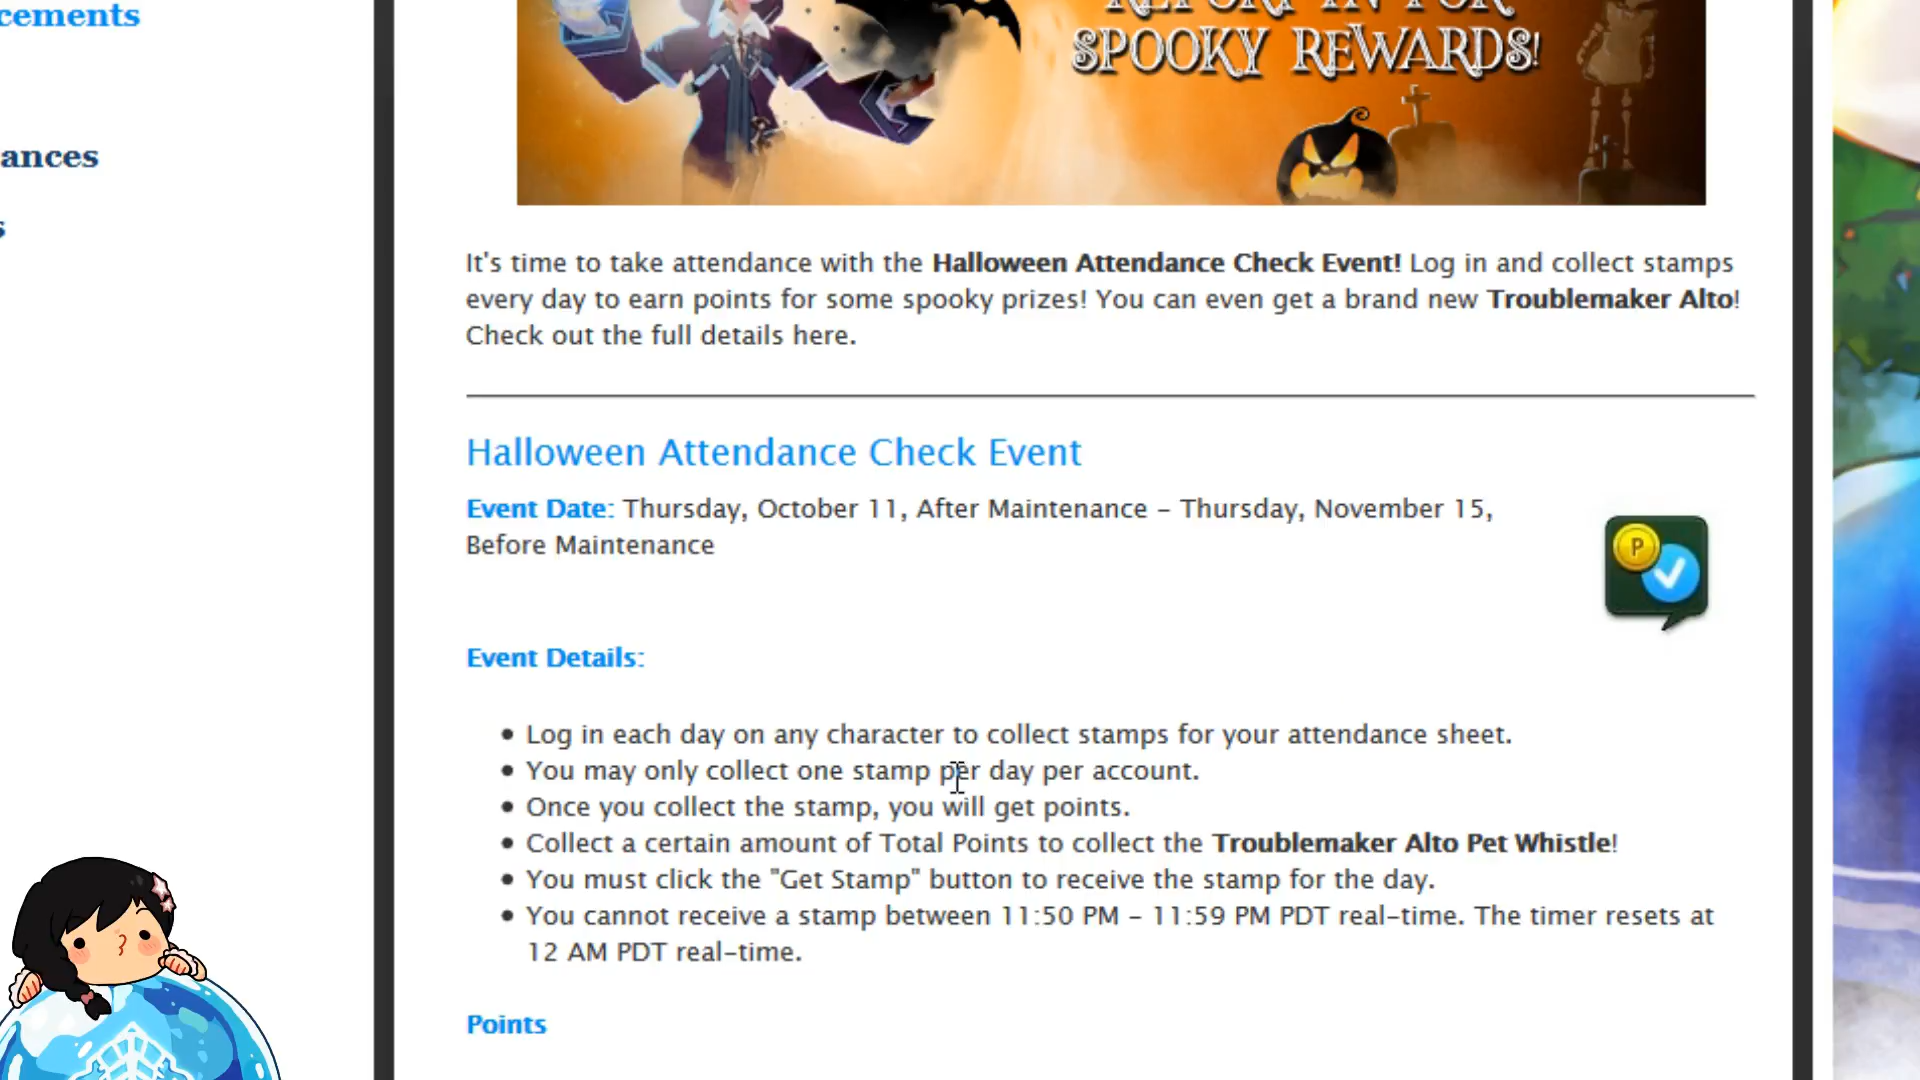 cements
REPORT IN FOR
SPOOKY REWARDS!
ances
s
It's time to take attendance with the Halloween Attendance Check Event! Log in and collect stamps
every day to earn points for some spooky prizes! You can even get a brand new Troublemaker Alto!
Check out the full details here.
Halloween Attendance Check Event
Event Date: Thursday, October 11, After Maintenance – Thursday, November 15,
Before Maintenance
P
Event Details:
• Log in each day on any character to collect stamps for your attendance sheet.
• You may only collect one stamp per day per account.
• Once you collect the stamp, you will get points.
• Collect a certain amount of Total Points to collect the Troublemaker Alto Pet Whistle!
• You must click the "Get Stamp" button to receive the stamp for the day.
• You cannot receive a stamp between 11:50 PM – 11:59 PM PDT real-time. The timer resets at
12 AM PDT real-time.
Points